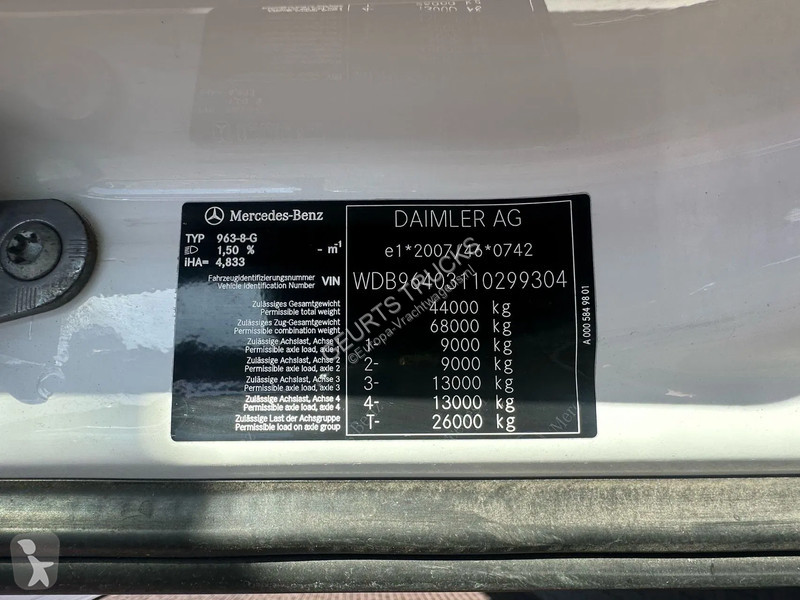 Mercedes-Benz
DAIMLER AG
TYP 963-8-G
1,50 % - m-1
iHA= 4,833
e1*2007/46*0742
Fahrzeugidentifizierungsnummer
Vehicle Identification Number
VIN
Zulässiges Gesamtgewicht
Permissible total weight
44000 kg
Zulässiges Zug-Gesamtgewicht
Permissible combination weight
68000 kg
Zulässige Achslast, Achse
Permissible axle load, axle
9000 kg
Zulässige Achslast, Achse 2
Permissible axle load, axle 2
2- 9000 kg
Zulässige Achslast, Achse 3
Permissible axle load, axle 3
3- 13000 kg
Zulässige Achslast, Achse 4
Permissible axle load, axle 4
4- 13000 kg
Zulässige Last der Achsgruppe
Permissible load on axle group
T- 26000 kg
A 000 584 98 01
GEURTS TRUCKS
©Europa-Vrachtwagens.nl